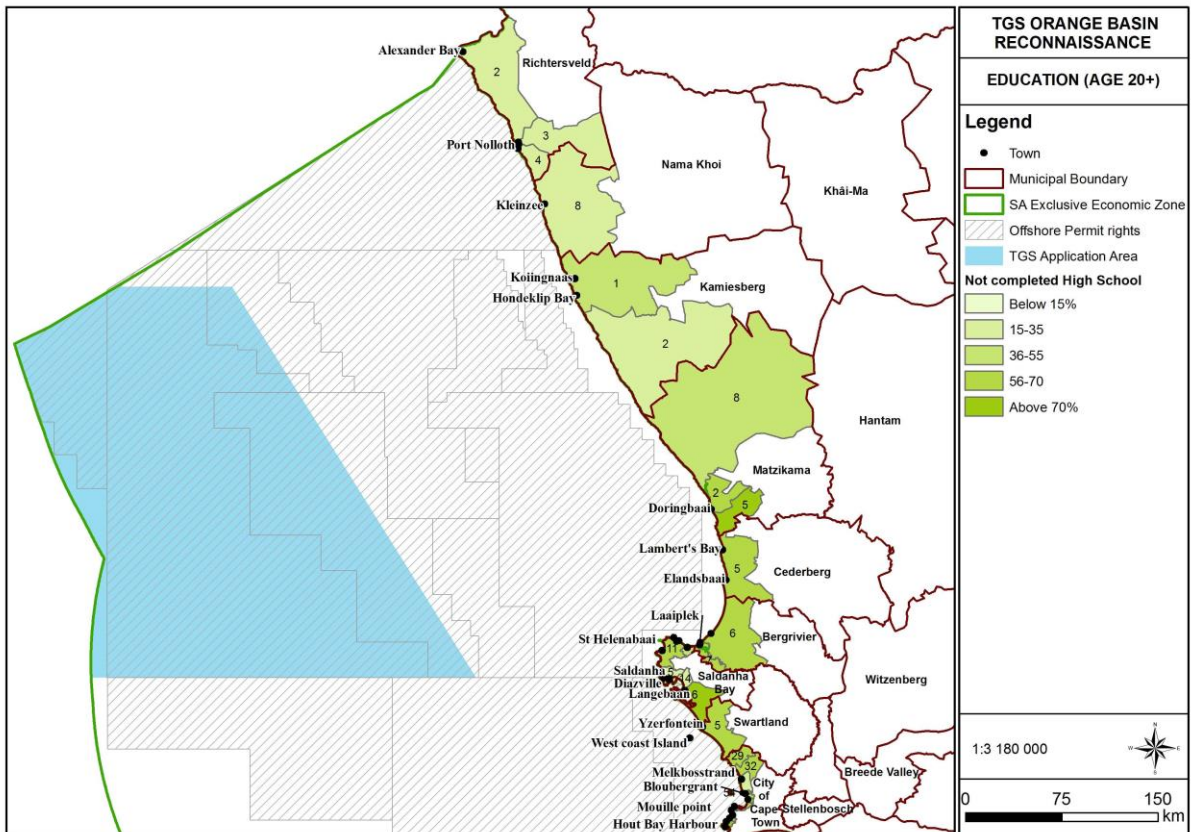 TGS ORANGE BASIN
RECONNAISSANCE
EDUCATION (AGE 20+)
Legend
Town
Municipal Boundary
SA Exclusive Economic Zone
Offshore Permit rights
TGS Application Area
Not completed High School
Below 15%
15-35
36-55
56-70
Above 70%
1:3 180 000
N
W E
S
0 75 150
km
Alexander Bay
2
Richtersveld
3
Port Nolloth
4
Nama Khoi
Khâi-Ma
Kleinzee
8
Koiingnaas
1
Kamiesberg
Hondeklip Bay
2
8
Hantam
Matzikama
2
5
Doringbaai
Lambert's Bay
5
Cederberg
Elandsbaai
Laaiplek
6
Bergrivier
St Helenabaai
11
7
Witzenberg
Saldanha
5
14
Saldanha
Bay
Diazville
Langebaan
6
Swartland
Yzerfontein
5
West coast Island
29
32
Breede Valley
Melkbosstrand
Bloubergrant
City
of
Cape
Town
Stellenbosch
Mouille point
Hout Bay Harbour